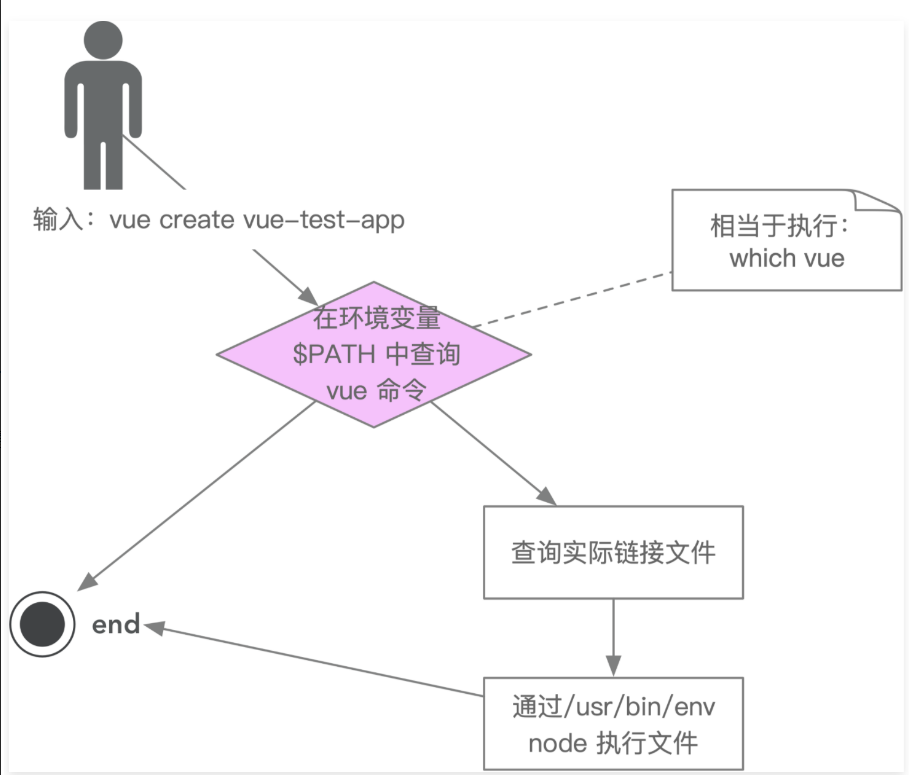 输入：vue create vue-test-app
相当于执行：
which vue
在环境变量
$PATH 中查询
vue 命令
查询实际链接文件
end
通过/usr/bin/env
node 执行文件